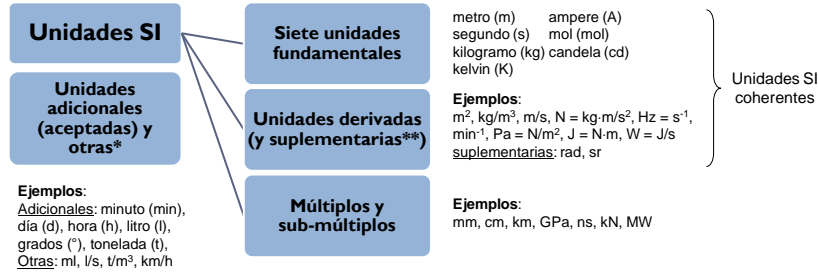 Unidades SI
Siete unidades
fundamentales
metro (m) ampere (A)
segundo (s) mol (mol)
kilogramo (kg) candela (cd)
kelvin (K)
Unidades SI
coherentes
Unidades
adicionales
(aceptadas) y
otras*
Unidades derivadas
(y suplementarias**)
Ejemplos:
m², kg/m³, m/s, N = kg·m/s², Hz = s⁻¹,
min⁻¹, Pa = N/m², J = N·m, W = J/s
suplementarias: rad, sr
Ejemplos:
Adicionales: minuto (min),
día (d), hora (h), litro (l),
grados (°), tonelada (t),
Otras: ml, l/s, t/m³, km/h
Múltiplos y
sub-múltiplos
Ejemplos:
mm, cm, km, GPa, ns, kN, MW